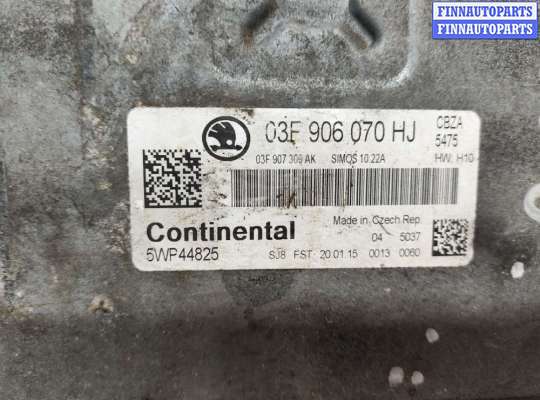 FINNAUTOPARTS
FINNAUTOPARTS
03F 906 070 HJ
CBZA
5475
03F 907 309 AK SIMOS 10.22A HW: H10
Made in Czech Rep.
Continental
04 5037
5WP44825
SJ8 FST 20.01.15 0013 0060